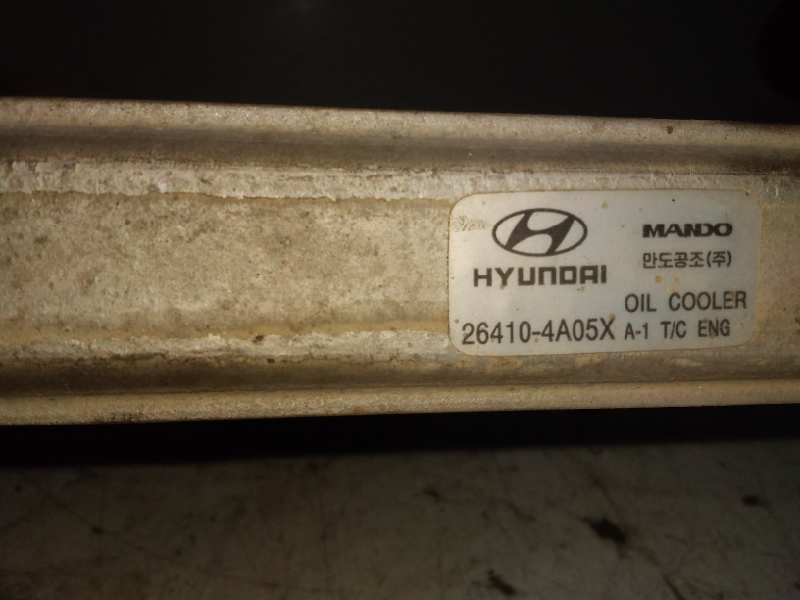 HYUNDAI
MANDO
만도공조(주)
OIL COOLER
26410-4A05X A-1 T/C ENG